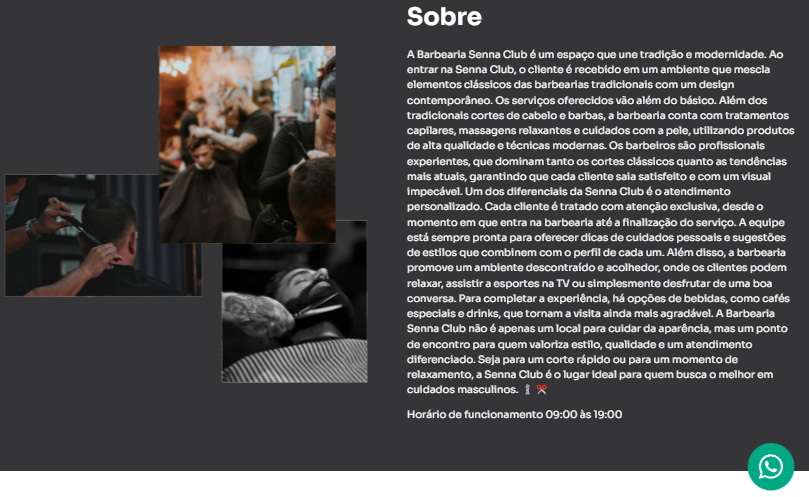 Sobre
A Barbearia Senna Club é um espaço que une tradição e modernidade. Ao
entrar na Senna Club, o cliente é recebido em um ambiente que mescla
elementos clássicos das barbearias tradicionais com um design
contemporâneo. Os serviços oferecidos vão além do básico. Além dos
tradicionais cortes de cabelo e barbas, a barbearia conta com tratamentos
capilares, massagens relaxantes e cuidados com a pele, utilizando produtos
de alta qualidade e técnicas modernas. Os barbeiros são profissionais
experientes, que dominam tanto os cortes clássicos quanto as tendências
mais atuais, garantindo que cada cliente saia satisfeito e com um visual
impecável. Um dos diferenciais da Senna Club é o atendimento
personalizado. Cada cliente é tratado com atenção exclusiva, desde o
momento em que entra na barbearia até a finalização do serviço. A equipe
está sempre pronta para oferecer dicas de cuidados pessoais e sugestões
de estilos que combinem com o perfil de cada um. Além disso, a barbearia
promove um ambiente descontraído e acolhedor, onde os clientes podem
relaxar, assistir a esportes na TV ou simplesmente desfrutar de uma boa
conversa. Para completar a experiência, há opções de bebidas, como cafés
especiais e drinks, que tornam a visita ainda mais agradável. A Barbearia
Senna Club não é apenas um local para cuidar da aparência, mas um ponto
de encontro para quem valoriza estilo, qualidade e um atendimento
diferenciado. Seja para um corte rápido ou para um momento de
relaxamento, a Senna Club é o lugar ideal para quem busca o melhor em
cuidados masculinos. 💈✂️
Horário de funcionamento 09:00 às 19:00